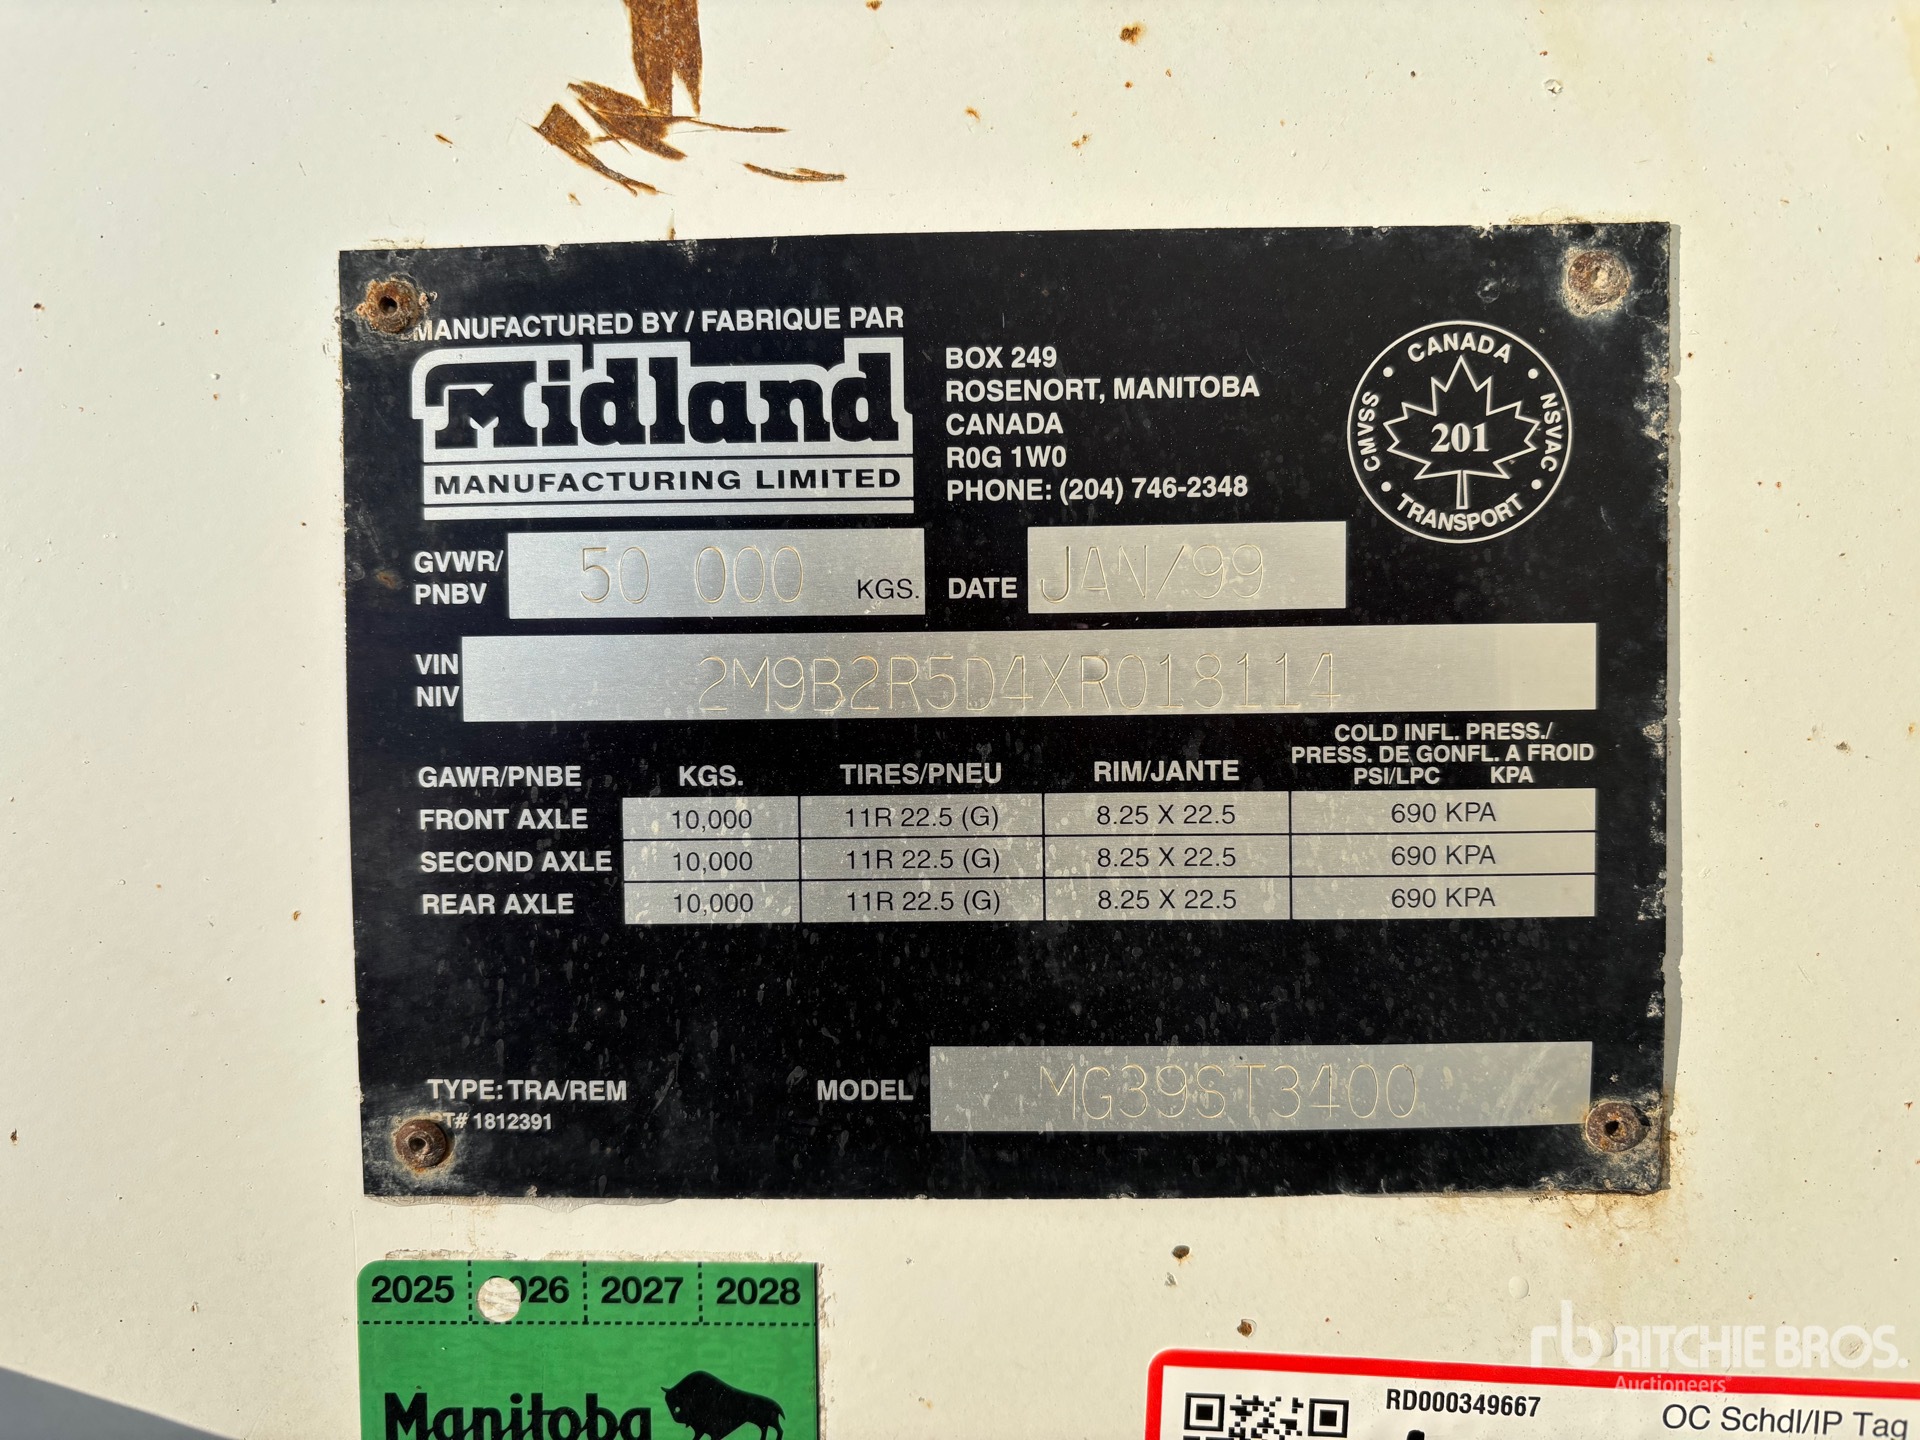 MANUFACTURED BY / FABRIQUE PAR
Midland
MANUFACTURING LIMITED
BOX 249
ROSENORT, MANITOBA
CANADA
R0G 1W0
PHONE: (204) 746-2348
CANADA
CMVSS
201
NSVAC
TRANSPORT
GVWR/
PNBV
50 000 KGS.
DATE JAN/99
VIN
NIV
2M9B2R5D4XR018114
COLD INFL. PRESS./
PRESS. DE GONFL. A FROID
GAWR/PNBE KGS. TIRES/PNEU RIM/JANTE PSI/LPC KPA
FRONT AXLE 10,000 11R 22.5 (G) 8.25 X 22.5 690 KPA
SECOND AXLE 10,000 11R 22.5 (G) 8.25 X 22.5 690 KPA
REAR AXLE 10,000 11R 22.5 (G) 8.25 X 22.5 690 KPA
TYPE: TRA/REM
MODEL MG39ST3400
T# 1812391
2025 26 2027 2028
Manitoba
RD000349667
OC Schdl/IP Tag
rb RITCHIE BROS.
Auctioneers